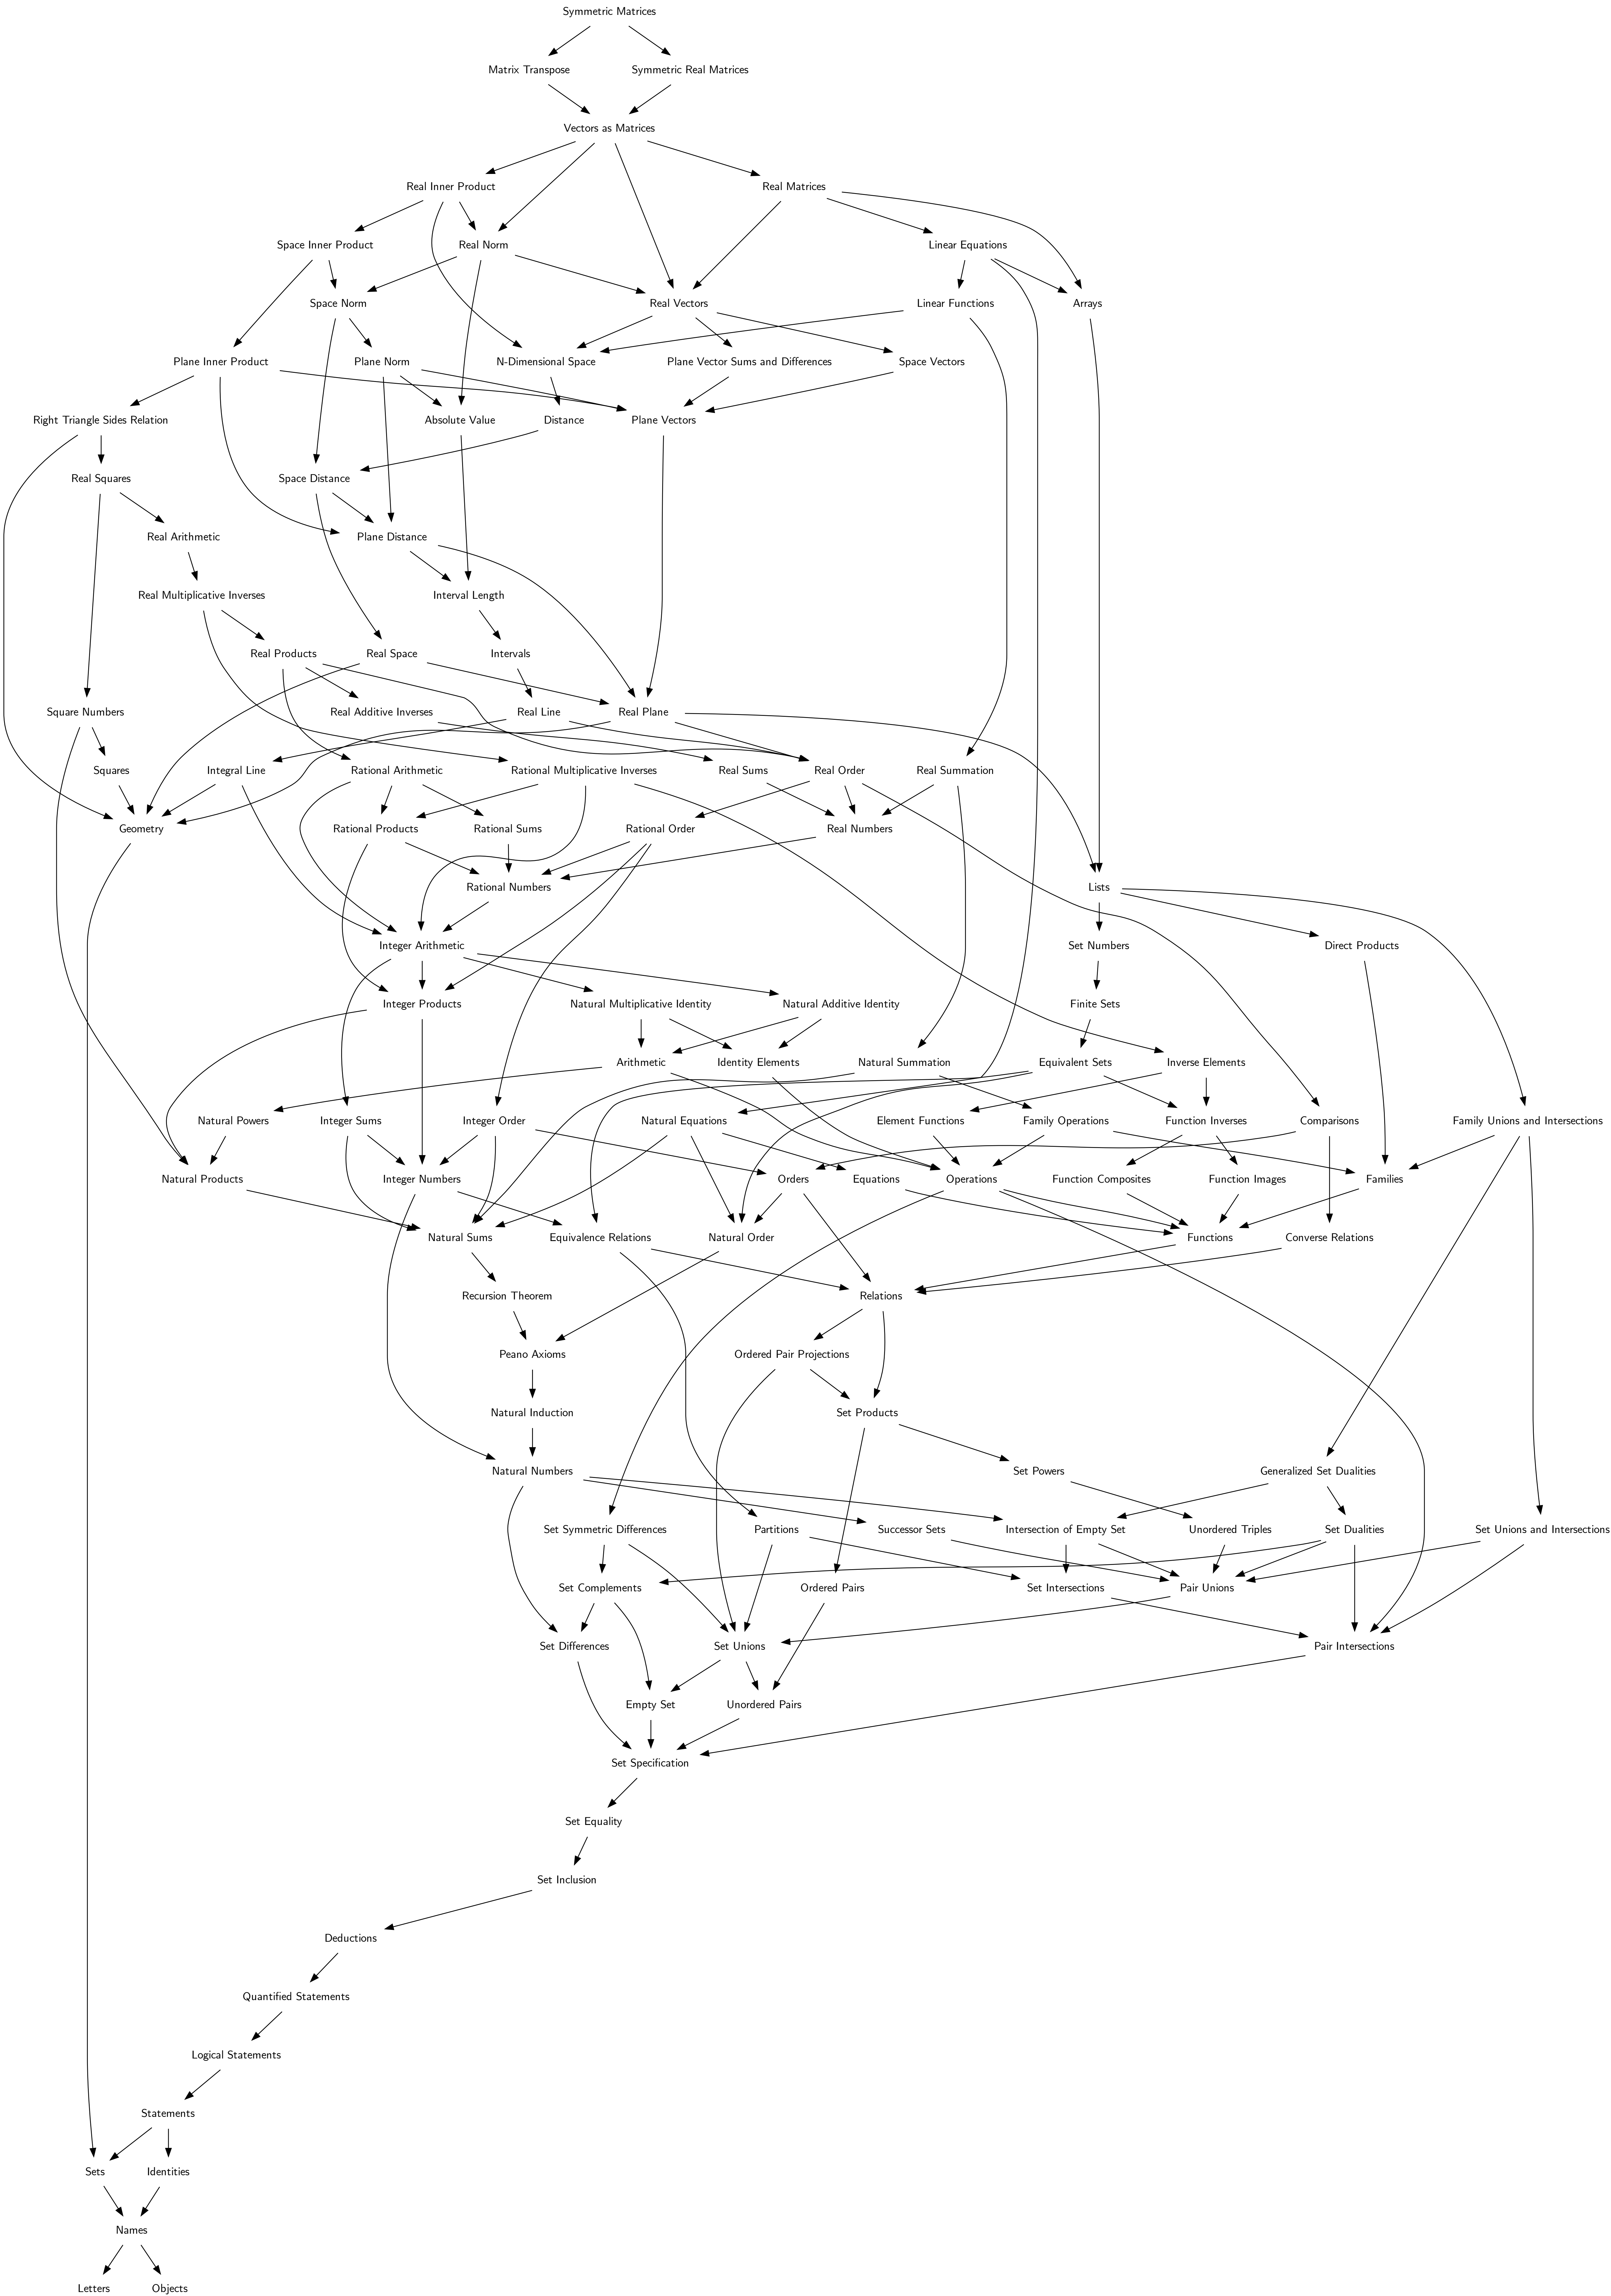 Symmetric Matrices
Matrix Transpose
Symmetric Real Matrices
Vectors as Matrices
Real Inner Product
Real Matrices
Space Inner Product
Real Norm
Linear Equations
Space Norm
Real Vectors
Linear Functions
Arrays
Plane Inner Product
Plane Norm
N-Dimensional Space
Plane Vector Sums and Differences
Space Vectors
Right Triangle Sides Relation
Absolute Value
Distance
Plane Vectors
Real Squares
Space Distance
Real Arithmetic
Plane Distance
Real Multiplicative Inverses
Interval Length
Real Products
Real Space
Intervals
Square Numbers
Real Additive Inverses
Real Line
Real Plane
Squares
Integral Line
Rational Arithmetic
Rational Multiplicative Inverses
Real Sums
Real Order
Real Summation
Geometry
Rational Products
Rational Sums
Rational Order
Real Numbers
Rational Numbers
Lists
Integer Arithmetic
Set Numbers
Direct Products
Integer Products
Natural Multiplicative Identity
Natural Additive Identity
Finite Sets
Arithmetic
Identity Elements
Natural Summation
Equivalent Sets
Inverse Elements
Natural Powers
Integer Sums
Integer Order
Natural Equations
Element Functions
Family Operations
Function Inverses
Comparisons
Family Unions and Intersections
Natural Products
Integer Numbers
Orders
Equations
Operations
Function Composites
Function Images
Families
Natural Sums
Equivalence Relations
Natural Order
Functions
Converse Relations
Recursion Theorem
Relations
Peano Axioms
Ordered Pair Projections
Natural Induction
Set Products
Natural Numbers
Set Powers
Generalized Set Dualities
Set Symmetric Differences
Partitions
Successor Sets
Intersection of Empty Set
Unordered Triples
Set Dualities
Set Unions and Intersections
Set Complements
Ordered Pairs
Set Intersections
Pair Unions
Set Differences
Set Unions
Pair Intersections
Empty Set
Unordered Pairs
Set Specification
Set Equality
Set Inclusion
Deductions
Quantified Statements
Logical Statements
Statements
Sets
Identities
Names
Letters
Objects